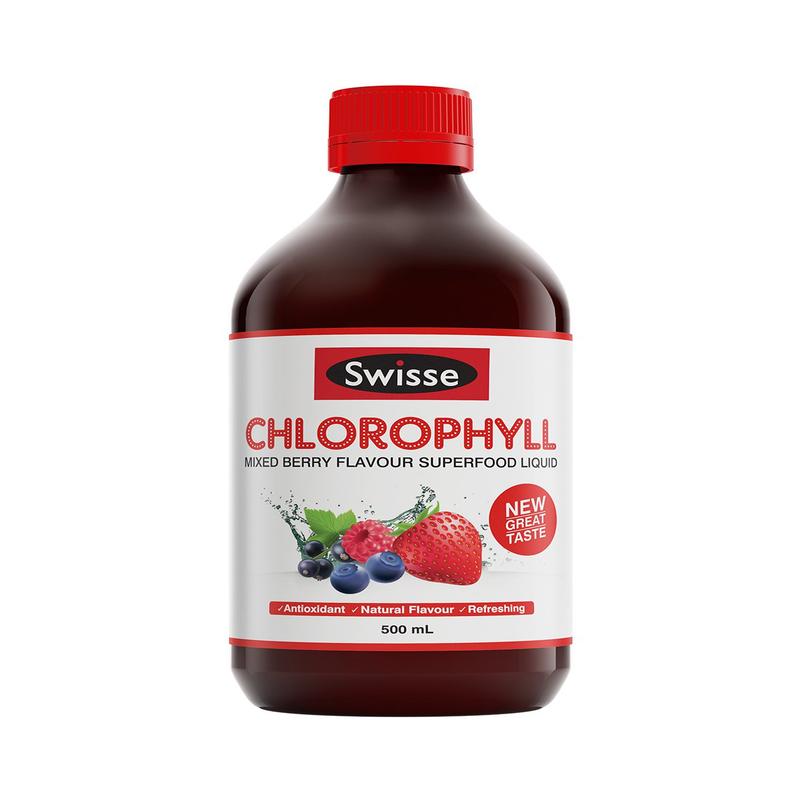 Swisse
CHLOROPHYLL
MIXED BERRY FLAVOUR SUPERFOOD LIQUID
NEW
GREAT
TASTE
✓Antioxidant ✓Natural Flavour ✓Refreshing
500 mL